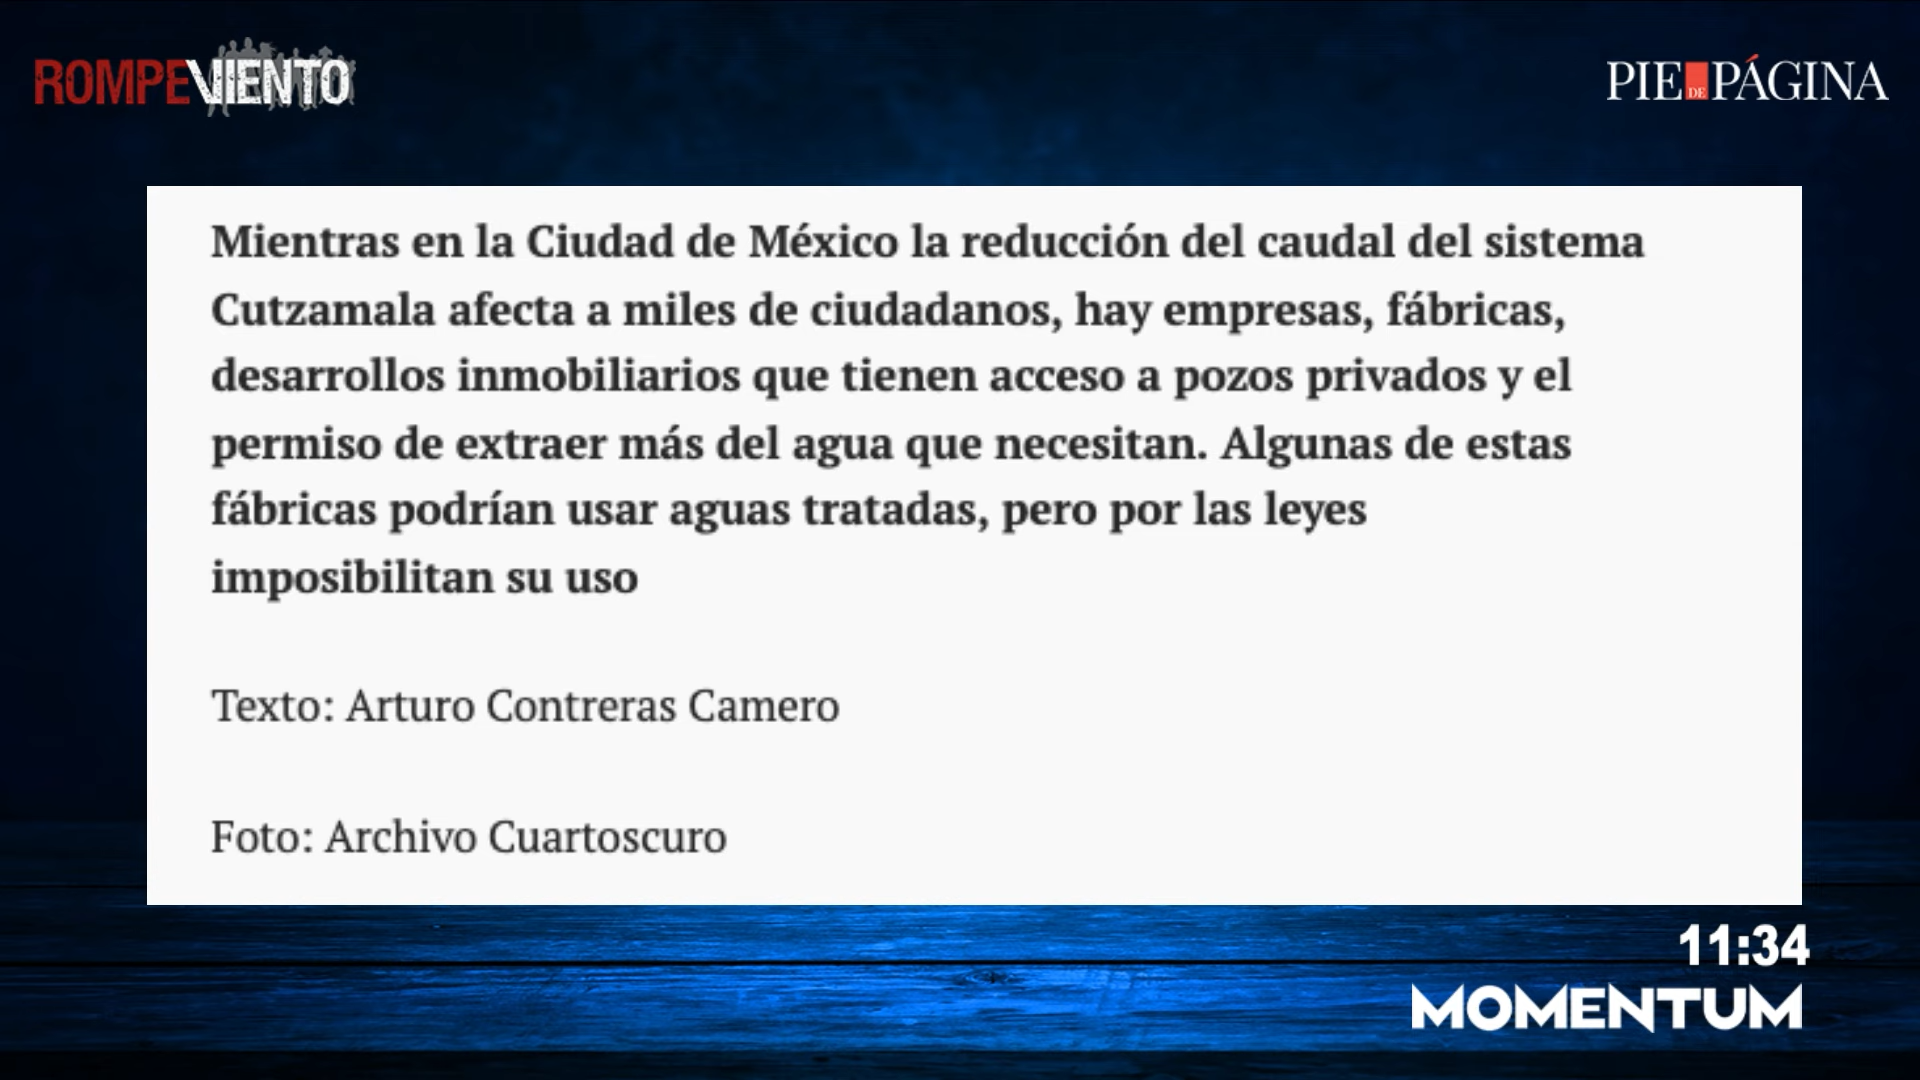 ROMPEVIENTO
PIE DE PÁGINA
Mientras en la Ciudad de México la reducción del caudal del sistema
Cutzamala afecta a miles de ciudadanos, hay empresas, fábricas,
desarrollos inmobiliarios que tienen acceso a pozos privados y el
permiso de extraer más del agua que necesitan. Algunas de estas
fábricas podrían usar aguas tratadas, pero por las leyes
imposibilitan su uso
Texto: Arturo Contreras Camero
Foto: Archivo Cuartoscuro
11:34
MOMENTUM